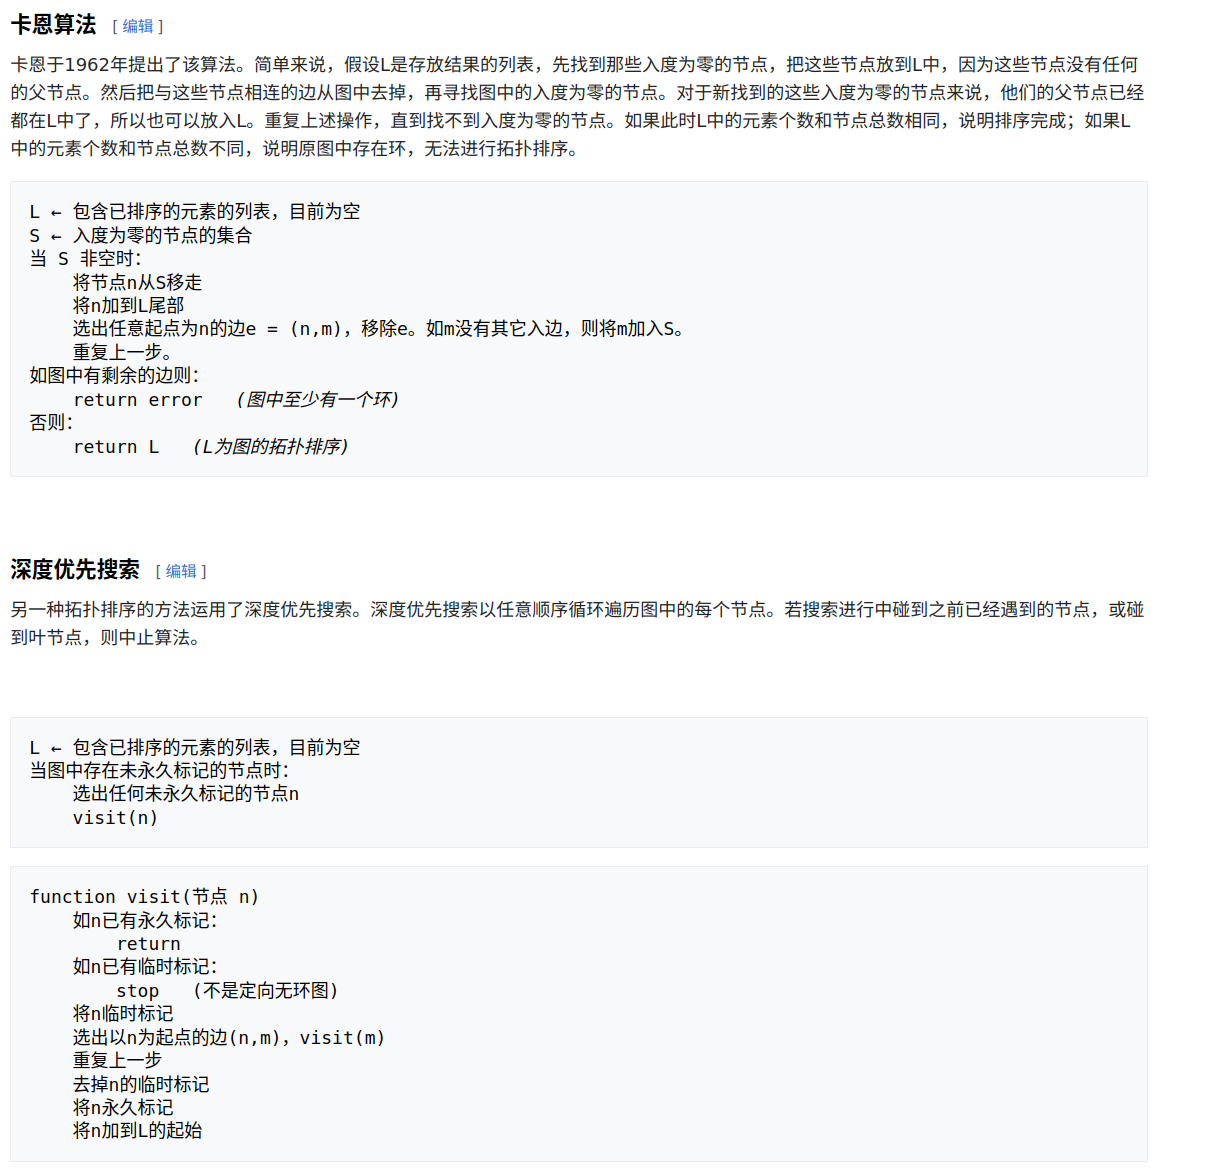 卡恩算法 [ 编辑 ]
卡恩于1962年提出了该算法。简单来说，假设L是存放结果的列表，先找到那些入度为零的节点，把这些节点放到L中，因为这些节点没有任何
的父节点。然后把与这些节点相连的边从图中去掉，再寻找图中的入度为零的节点。对于新找到的这些入度为零的节点来说，他们的父节点已经
都在L中了，所以也可以放入L。重复上述操作，直到找不到入度为零的节点。如果此时L中的元素个数和节点总数相同，说明排序完成；如果L
中的元素个数和节点总数不同，说明原图中存在环，无法进行拓扑排序。
L ← 包含已排序的元素的列表，目前为空
S ← 入度为零的节点的集合
当 S 非空时：
    将节点n从S移走
    将n加到L尾部
    选出任意起点为n的边e = (n,m)，移除e。如m没有其它入边，则将m加入S。
    重复上一步。
如图中有剩余的边则：
    return error   (图中至少有一个环)
否则：
    return L   (L为图的拓扑排序)
深度优先搜索 [ 编辑 ]
另一种拓扑排序的方法运用了深度优先搜索。深度优先搜索以任意顺序循环遍历图中的每个节点。若搜索进行中碰到之前已经遇到的节点，或碰
到叶节点，则中止算法。
L ← 包含已排序的元素的列表，目前为空
当图中存在未永久标记的节点时：
    选出任何未永久标记的节点n
    visit(n)
function visit(节点 n)
    如n已有永久标记：
        return
    如n已有临时标记：
        stop   (不是定向无环图)
    将n临时标记
    选出以n为起点的边(n,m)，visit(m)
    重复上一步
    去掉n的临时标记
    将n永久标记
    将n加到L的起始